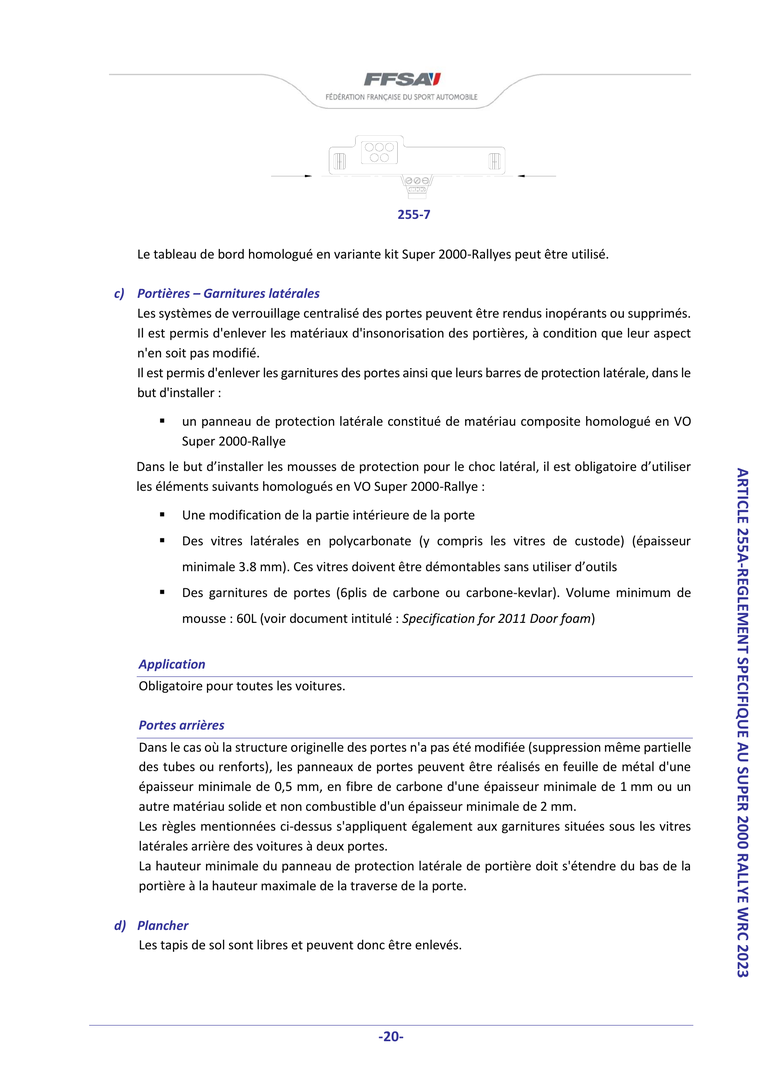 FFSA
FÉDÉRATION FRANÇAISE DU SPORT AUTOMOBILE
255-7
Le tableau de bord homologué en variante kit Super 2000-Rallyes peut être utilisé.
c) Portières – Garnitures latérales
Les systèmes de verrouillage centralisé des portes peuvent être rendus inopérants ou supprimés.
Il est permis d'enlever les matériaux d'insonorisation des portières, à condition que leur aspect
n'en soit pas modifié.
Il est permis d'enlever les garnitures des portes ainsi que leurs barres de protection latérale, dans le
but d'installer :
▪ un panneau de protection latérale constitué de matériau composite homologué en VO
Super 2000-Rallye
Dans le but d’installer les mousses de protection pour le choc latéral, il est obligatoire d’utiliser
les éléments suivants homologués en VO Super 2000-Rallye :
▪ Une modification de la partie intérieure de la porte
▪ Des vitres latérales en polycarbonate (y compris les vitres de custode) (épaisseur
minimale 3.8 mm). Ces vitres doivent être démontables sans utiliser d’outils
▪ Des garnitures de portes (6plis de carbone ou carbone-kevlar). Volume minimum de
mousse : 60L (voir document intitulé : Specification for 2011 Door foam)
Application
Obligatoire pour toutes les voitures.
Portes arrières
Dans le cas où la structure originelle des portes n'a pas été modifiée (suppression même partielle
des tubes ou renforts), les panneaux de portes peuvent être réalisés en feuille de métal d'une
épaisseur minimale de 0,5 mm, en fibre de carbone d'une épaisseur minimale de 1 mm ou un
autre matériau solide et non combustible d'un épaisseur minimale de 2 mm.
Les règles mentionnées ci-dessus s'appliquent également aux garnitures situées sous les vitres
latérales arrière des voitures à deux portes.
La hauteur minimale du panneau de protection latérale de portière doit s'étendre du bas de la
portière à la hauteur maximale de la traverse de la porte.
d) Plancher
Les tapis de sol sont libres et peuvent donc être enlevés.
ARTICLE 255A-REGLEMENT SPECIFIQUE AU SUPER 2000 RALLYE WRC 2023
-20-